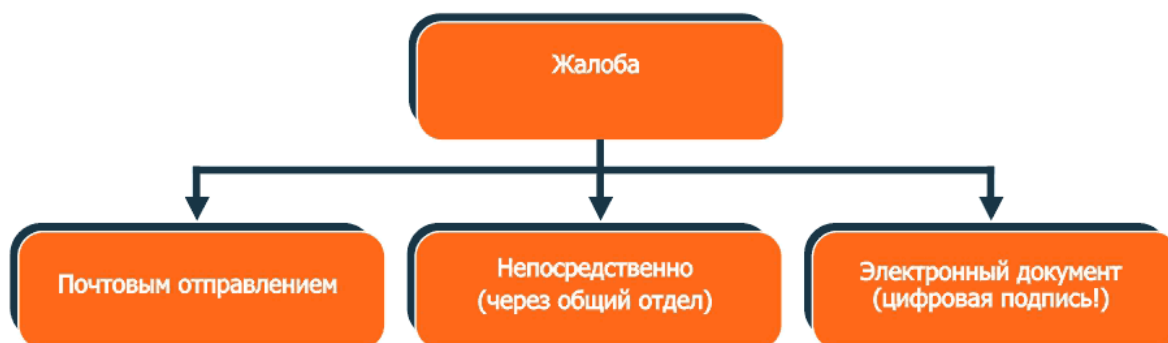 Жалоба
Почтовым отправлением
Непосредственно
(через общий отдел)
Электронный документ
(цифровая подпись!)